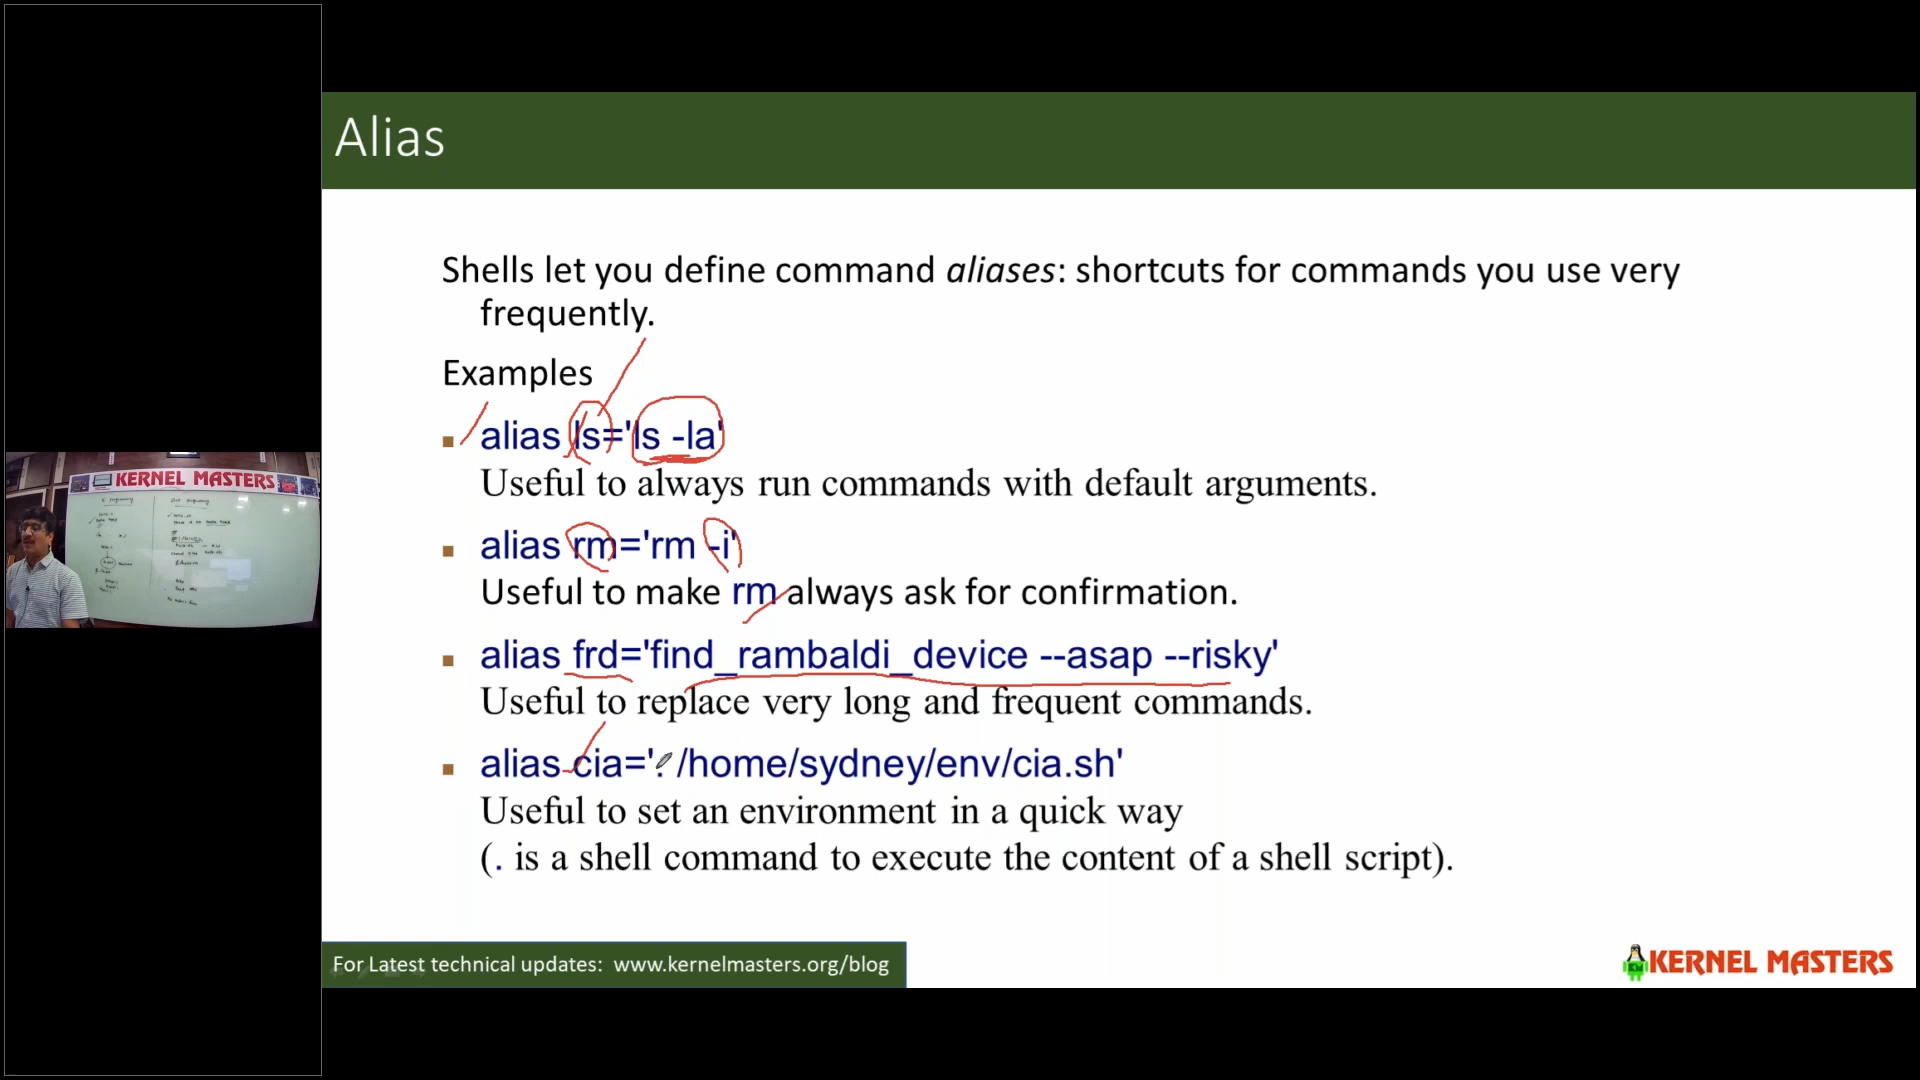 Alias
Shells let you define command aliases: shortcuts for commands you use very
frequently.
Examples
alias ls='ls -la'
Useful to always run commands with default arguments.
alias rm='rm -i'
Useful to make rm always ask for confirmation.
alias frd='find_rambaldi_device --asap --risky'
Useful to replace very long and frequent commands.
alias cia='. /home/sydney/env/cia.sh'
Useful to set an environment in a quick way
(. is a shell command to execute the content of a shell script).
For Latest technical updates: www.kernelmasters.org/blog
KERNEL MASTERS
KERNEL MASTERS